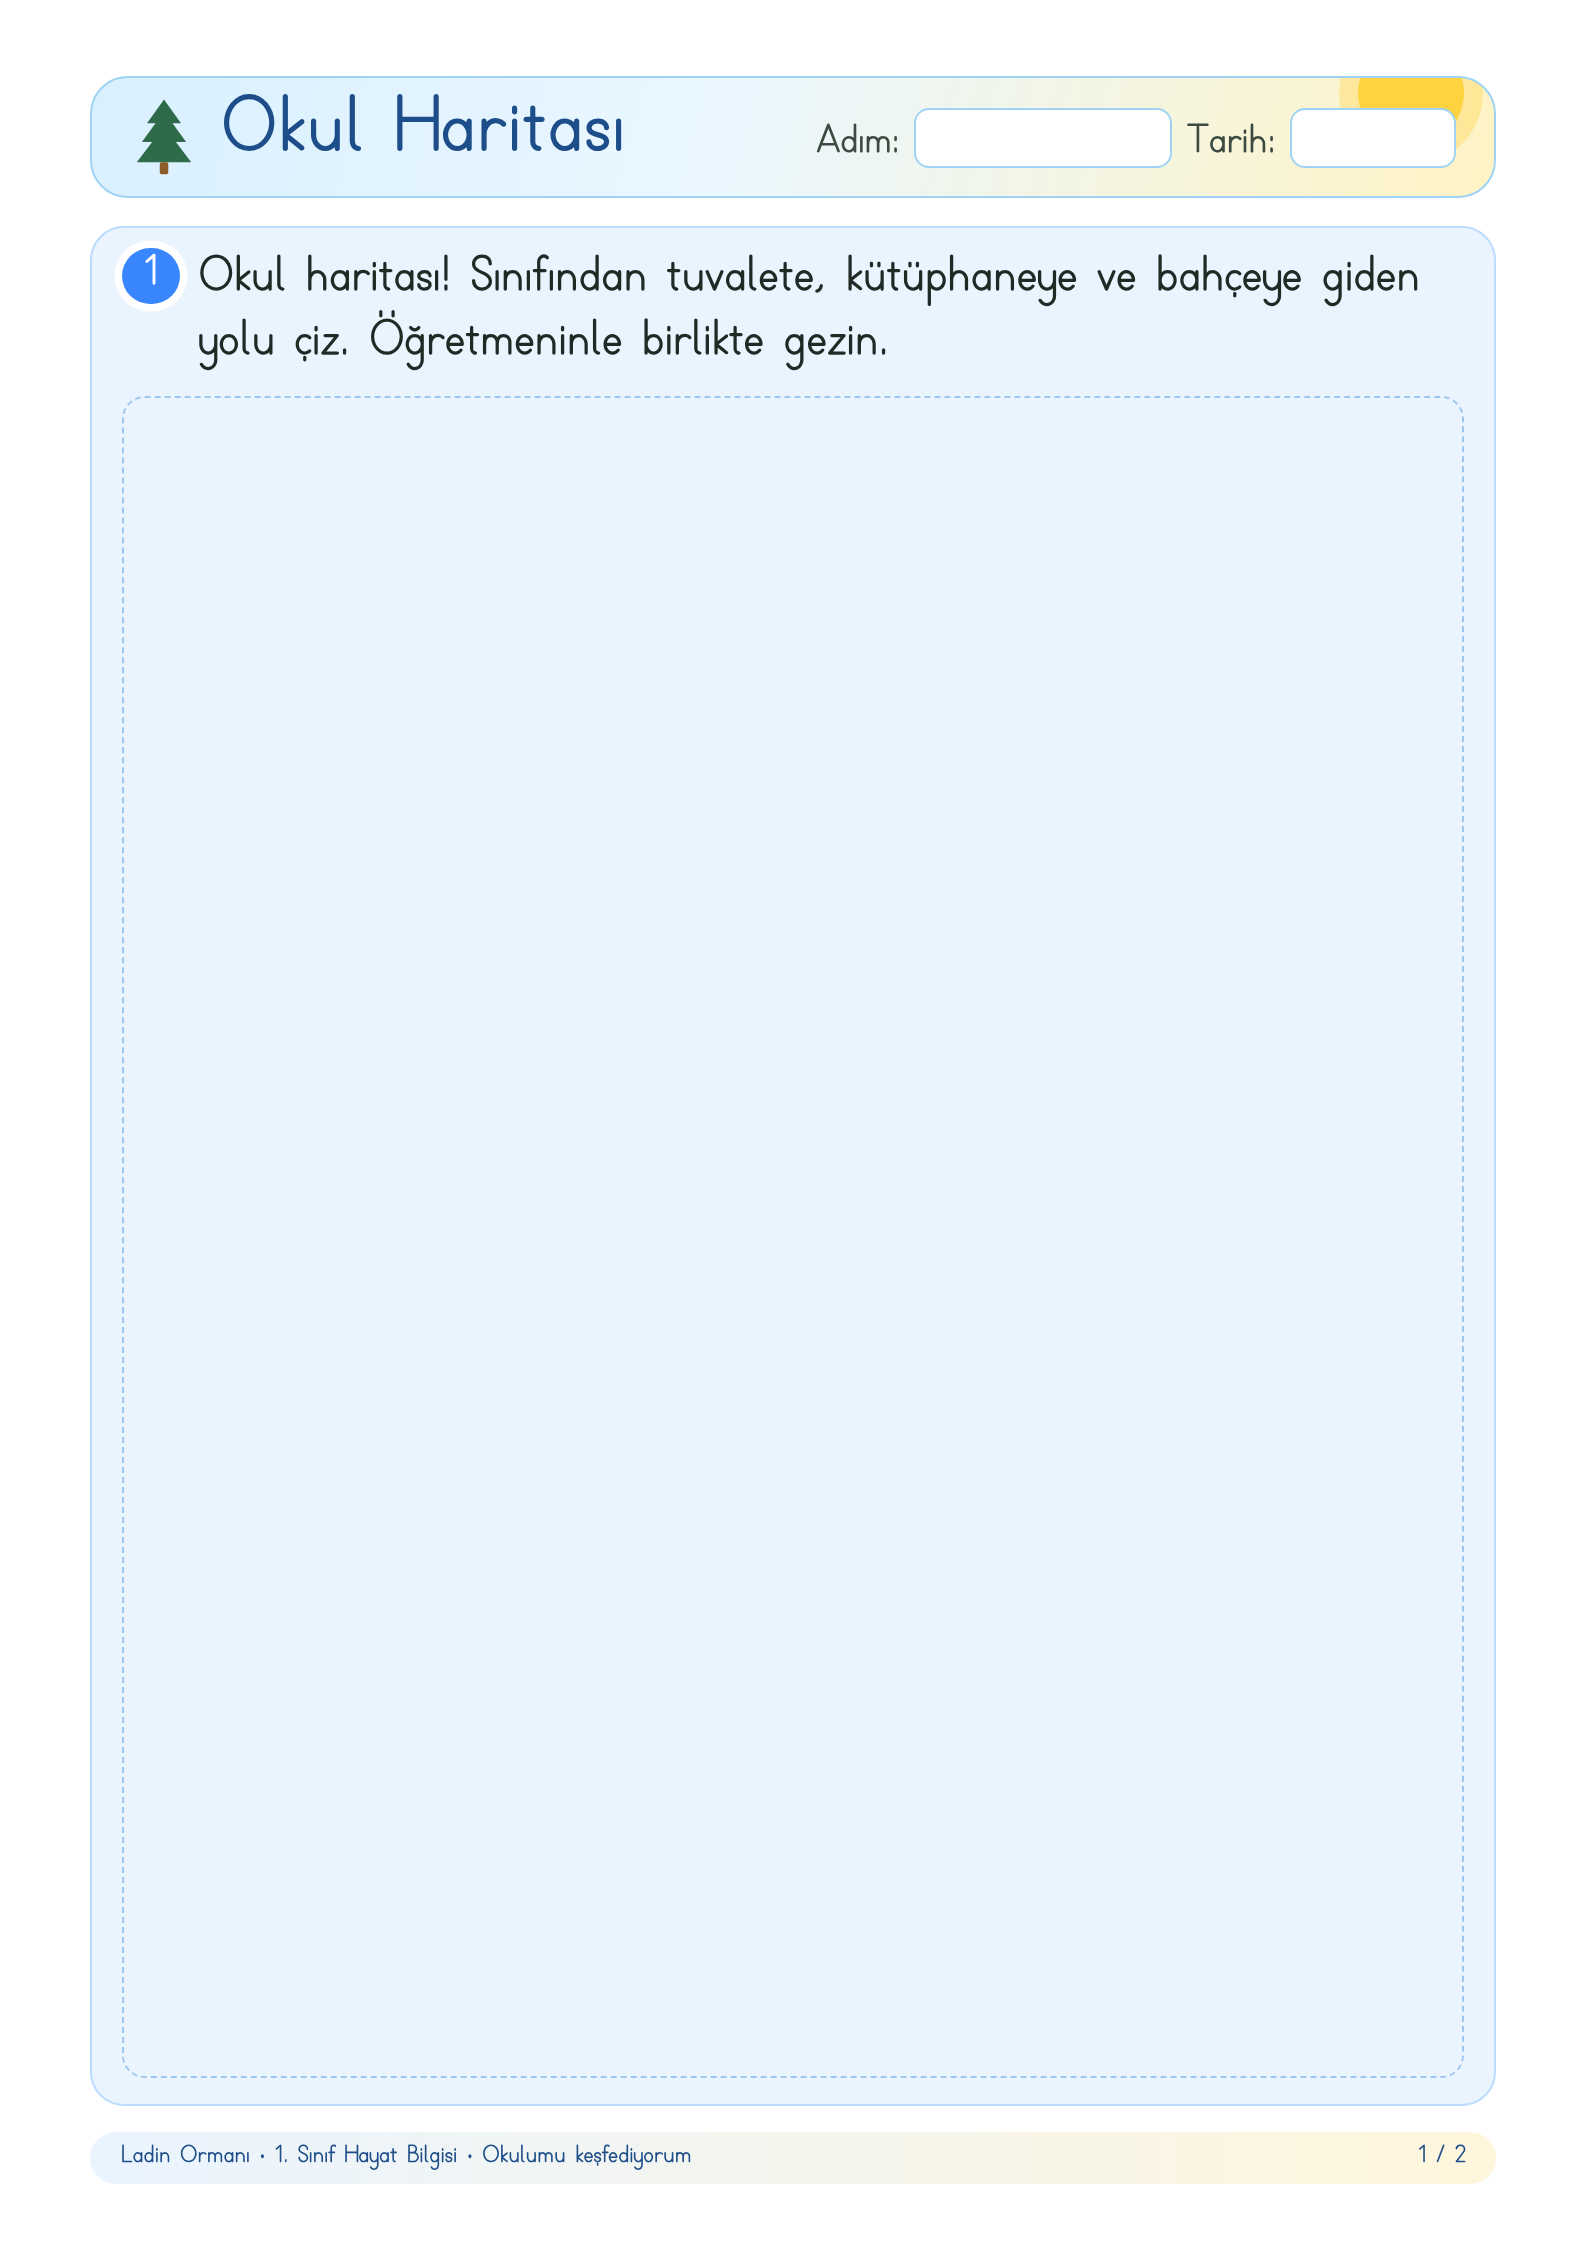 Okul Haritası
Adım:
Tarih:
1
Okul haritası! Sınıfından tuvalete, kütüphaneye ve bahçeye giden
yolu çiz. Öğretmeninle birlikte gezin.
Ladin Ormanı • 1. Sınıf Hayat Bilgisi • Okulumu keşfediyorum
1 / 2